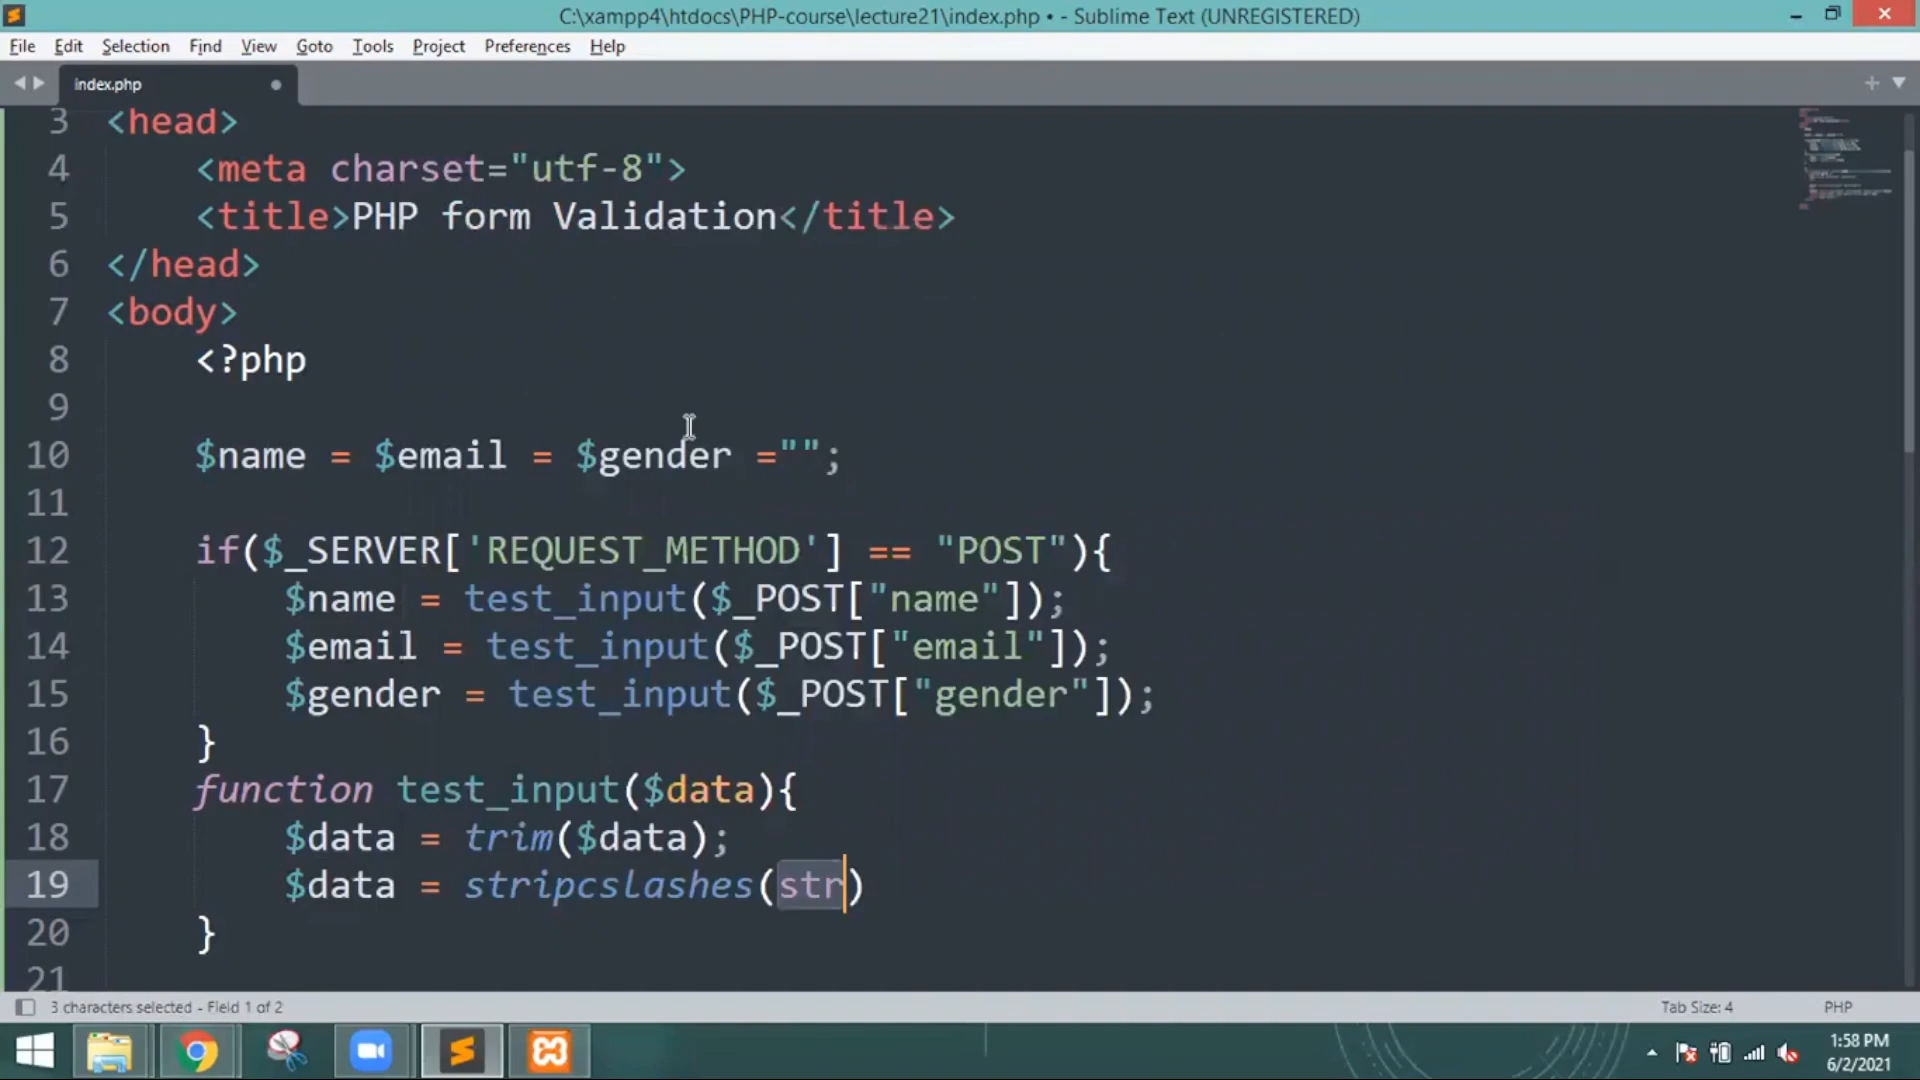 C:\xampp4\htdocs\PHP-course\lecture21\index.php • - Sublime Text (UNREGISTERED)
File Edit Selection Find View Goto Tools Project Preferences Help
index.php
3 <head>
4 <meta charset="utf-8">
5 <title>PHP form Validation</title>
6 </head>
7 <body>
8 <?php
9
10 $name = $email = $gender ="";
11
12 if($_SERVER['REQUEST_METHOD'] == "POST"){
13 $name = test_input($_POST["name"]);
14 $email = test_input($_POST["email"]);
15 $gender = test_input($_POST["gender"]);
16 }
17 function test_input($data){
18 $data = trim($data);
19 $data = stripcslashes(str)
20 }
21
3 characters selected - Field 1 of 2
Tab Size: 4
PHP
1:58 PM
6/2/2021